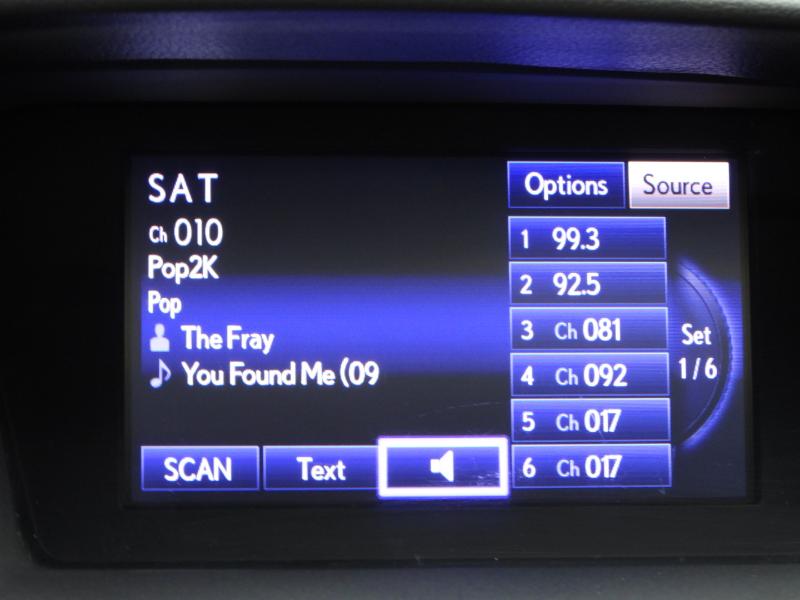 SAT
Ch 010
Pop2K
Pop
The Fray
You Found Me (09
SCAN
Text
Options
Source
1 99.3
2 92.5
3 Ch 081
4 Ch 092
5 Ch 017
6 Ch 017
Set
1/6